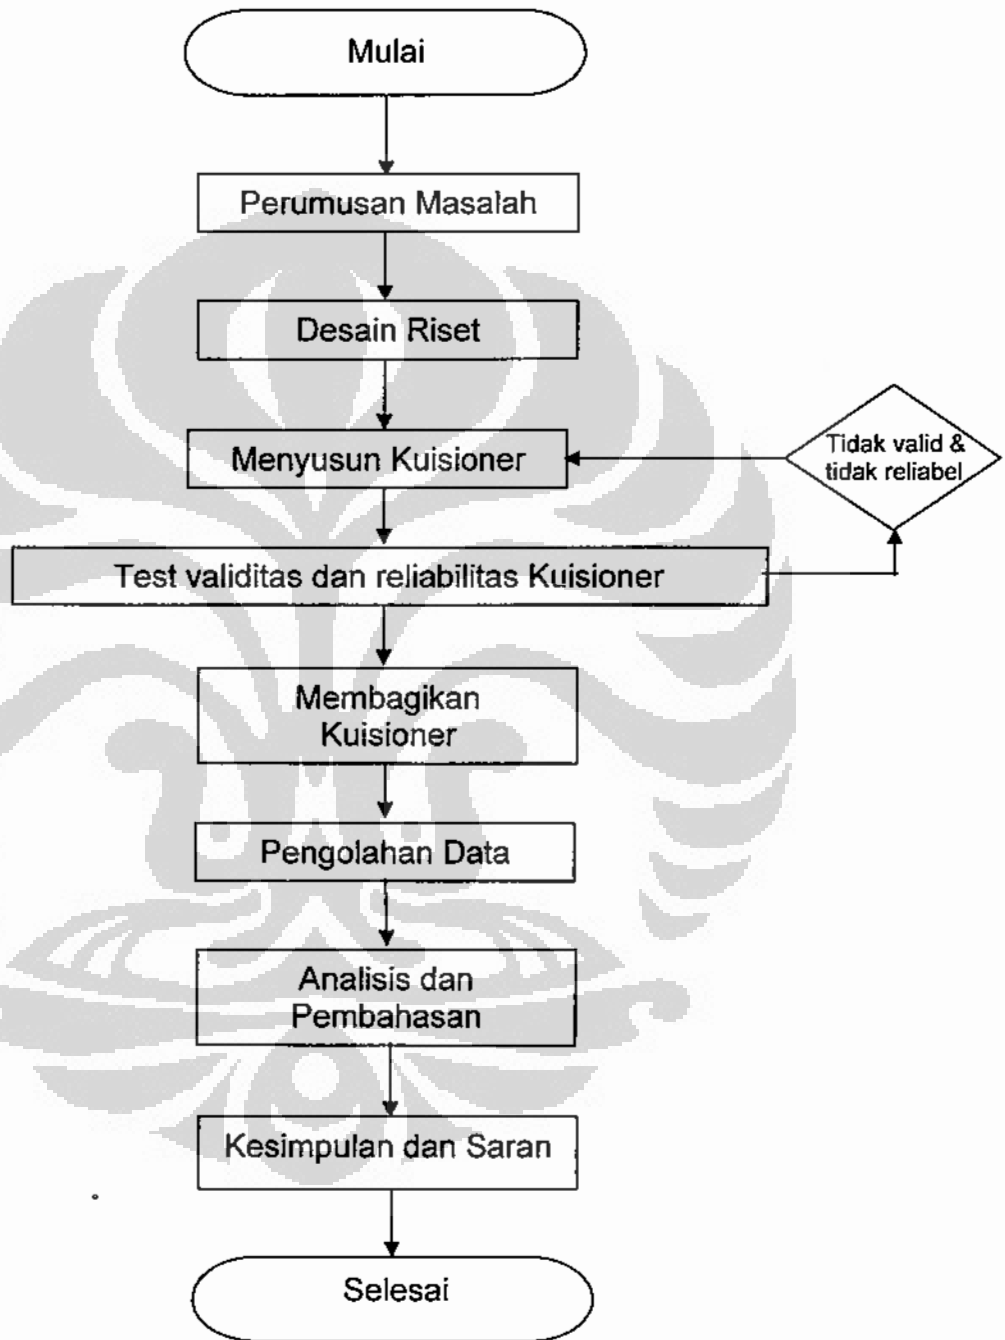 Mulai
Perumusan Masalah
Desain Riset
Menyusun Kuisioner
Tidak valid &
tidak reliabel
Test validitas dan reliabilitas Kuisioner
Membagikan
Kuisioner
Pengolahan Data
Analisis dan
Pembahasan
Kesimpulan dan Saran
Selesai